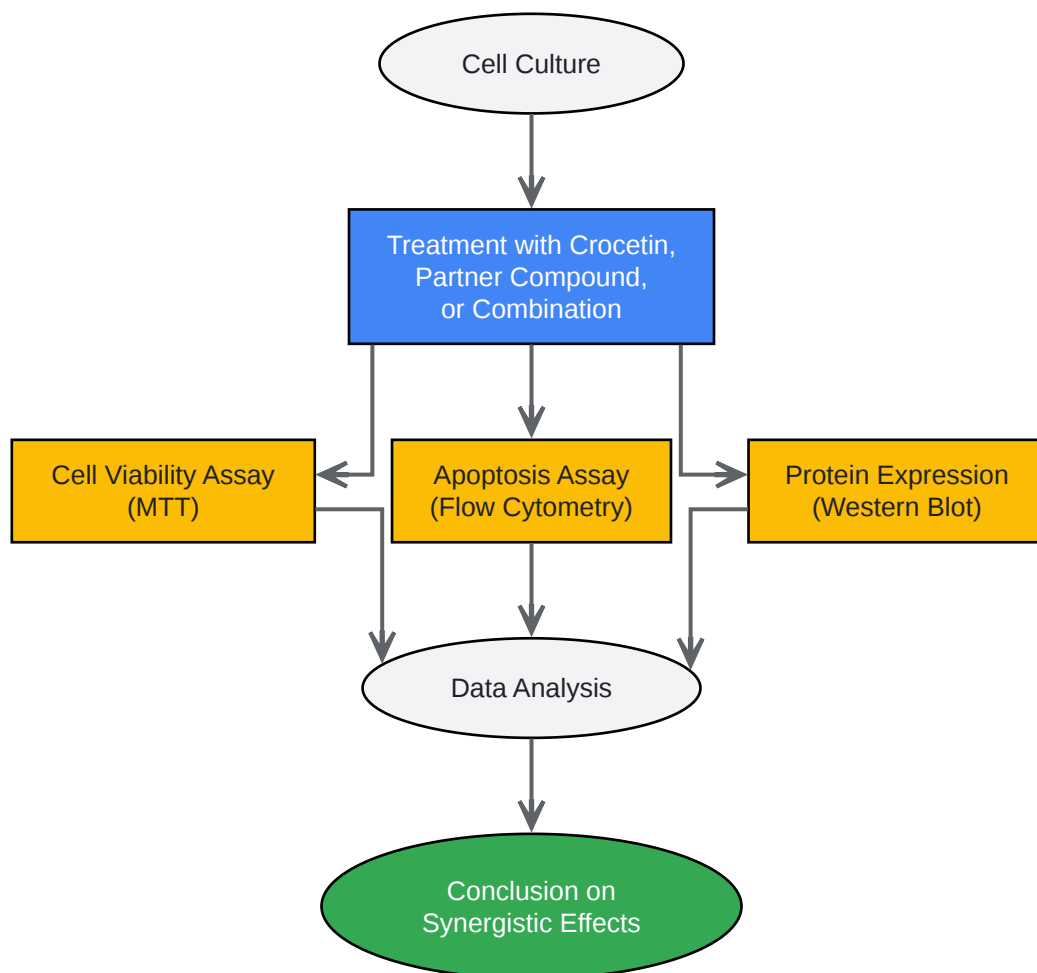 Cell Culture
Treatment with Crocetin,
Partner Compound,
or Combination
Cell Viability Assay
(MTT)
Apoptosis Assay
(Flow Cytometry)
Protein Expression
(Western Blot)
Data Analysis
Conclusion on
Synergistic Effects